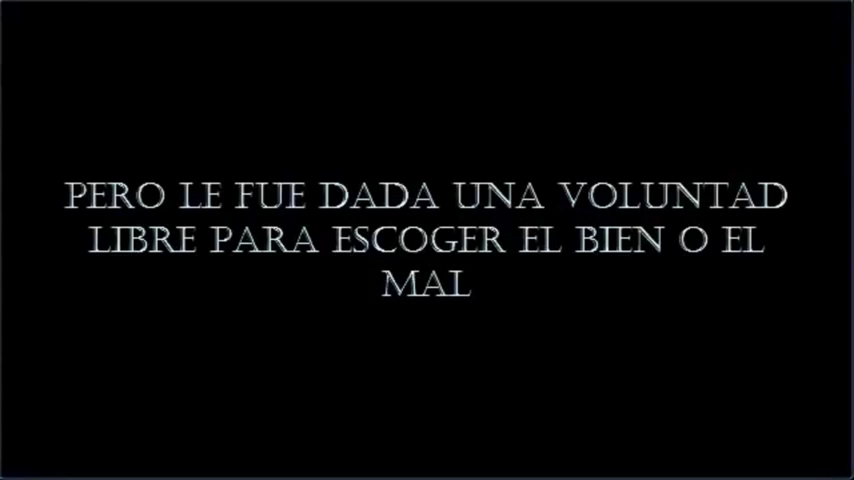 PERO LE FUE DADA UNA VOLUNTAD
LIBRE PARA ESCOGER EL BIEN O EL
MAL